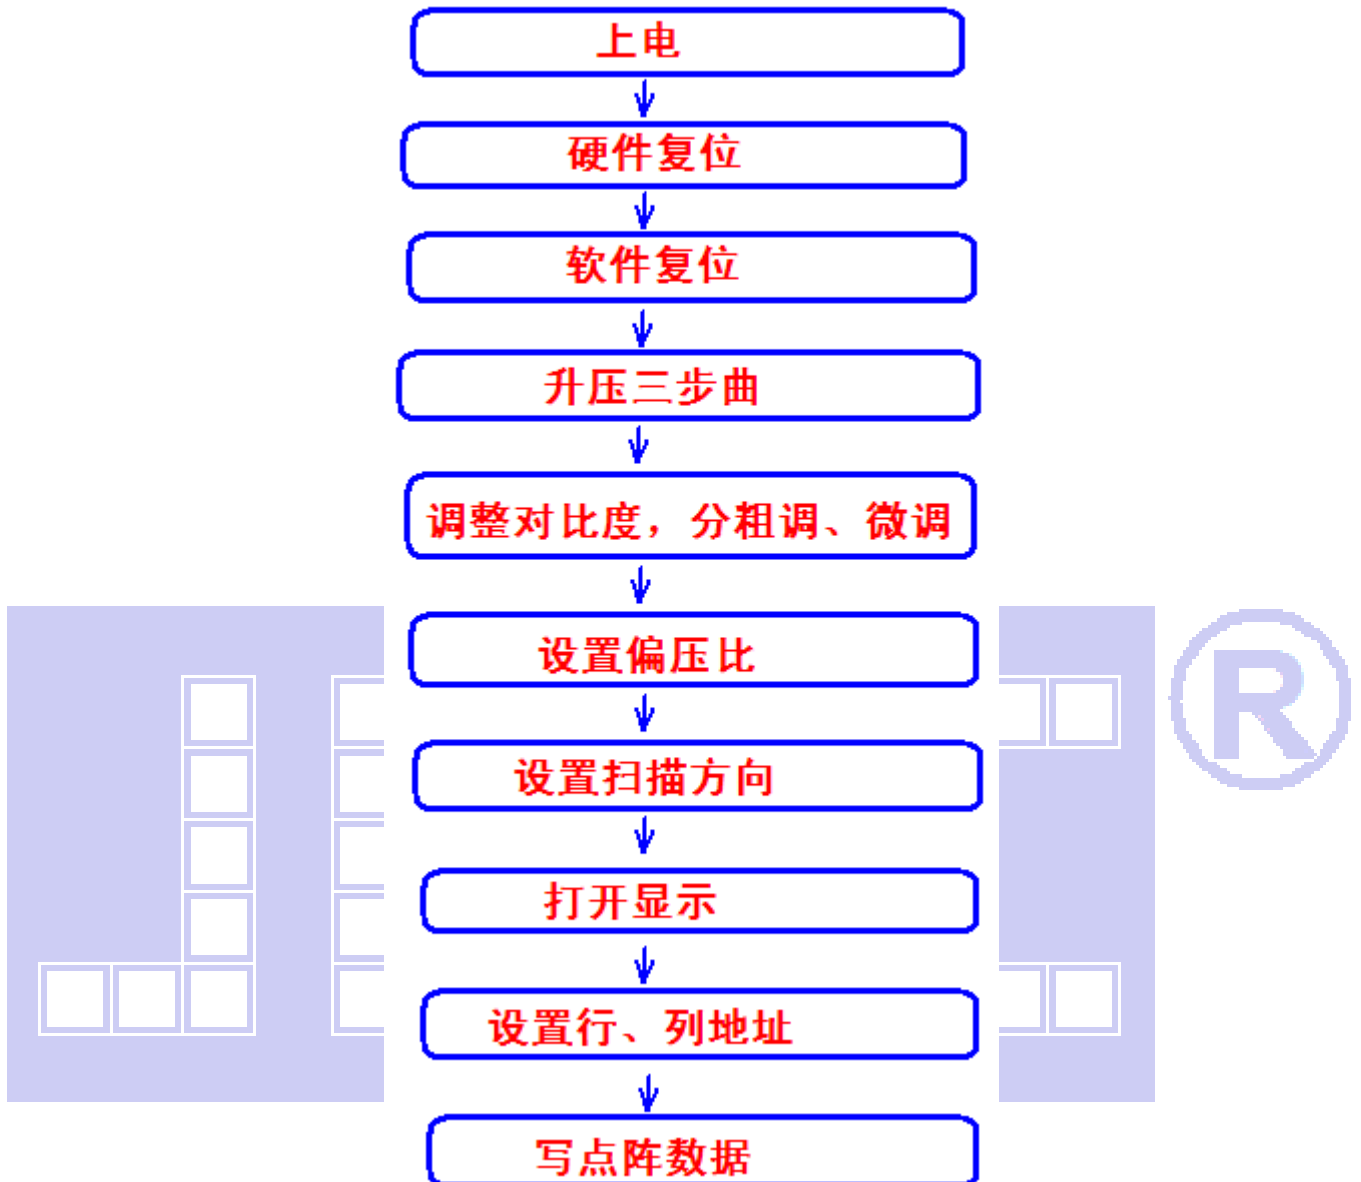 上电
硬件复位
软件复位
升压三步曲
调整对比度，分粗调、微调
设置偏压比
设置扫描方向
打开显示
设置行、列地址
写点阵数据
®